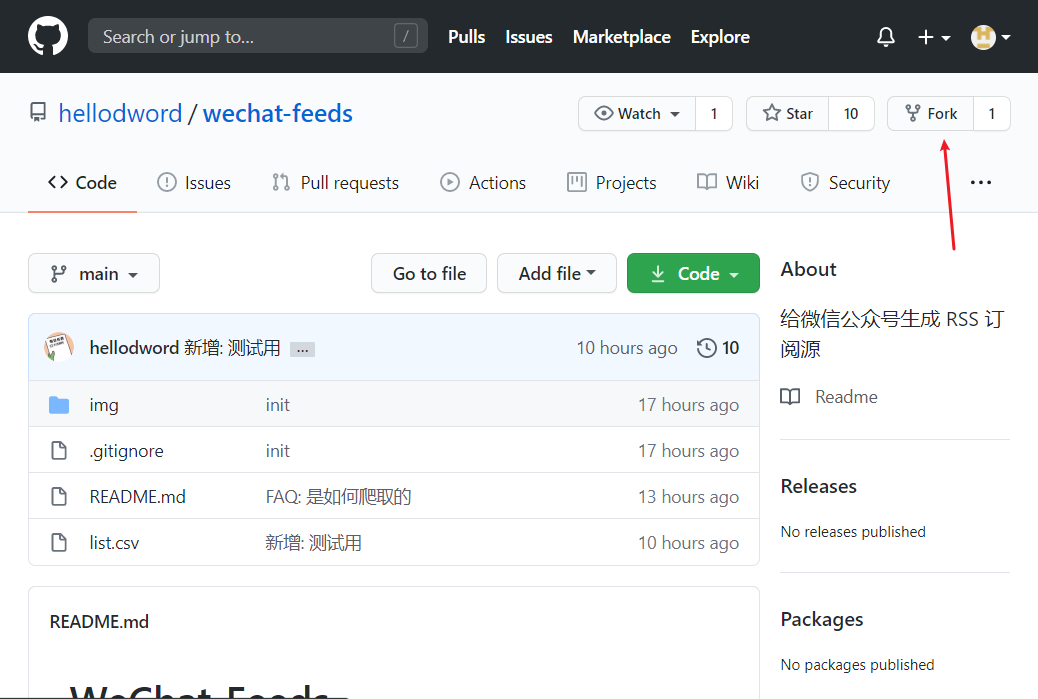 Search or jump to... / Pulls Issues Marketplace Explore
hellodword / wechat-feeds Watch 1 Star 10 Fork 1
Code Issues Pull requests Actions Projects Wiki Security ...
main Go to file Add file Code
About
给微信公众号生成 RSS 订
阅源
Readme
hellodword 新增: 测试用 ... 10 hours ago 10
img init 17 hours ago
.gitignore init 17 hours ago
README.md FAQ: 是如何爬取的 13 hours ago
list.csv 新增: 测试用 10 hours ago
Releases
No releases published
Packages
No packages published
README.md
WeChat-Feeds